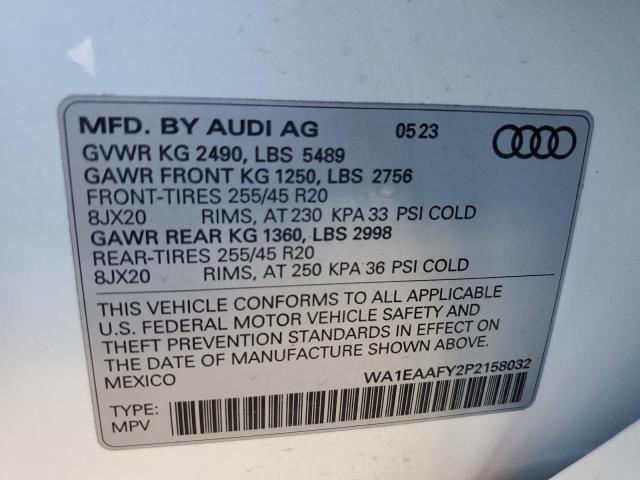 MFD. BY AUDI AG 0523
GVWR KG 2490, LBS 5489
GAWR FRONT KG 1250, LBS 2756
FRONT-TIRES 255/45 R20
8JX20 RIMS, AT 230 KPA 33 PSI COLD
GAWR REAR KG 1360, LBS 2998
REAR-TIRES 255/45 R20
8JX20 RIMS, AT 250 KPA 36 PSI COLD
THIS VEHICLE CONFORMS TO ALL APPLICABLE
U.S. FEDERAL MOTOR VEHICLE SAFETY AND
THEFT PREVENTION STANDARDS IN EFFECT ON
THE DATE OF MANUFACTURE SHOWN ABOVE.
MEXICO WA1EAAFY2P2158032
TYPE:
MPV